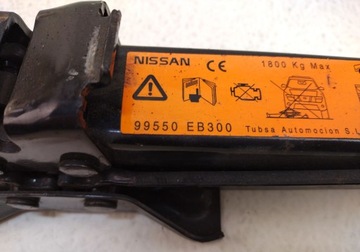 NISSAN CE 1800 Kg Max
99550 EB300 Tubsa Automocion S.